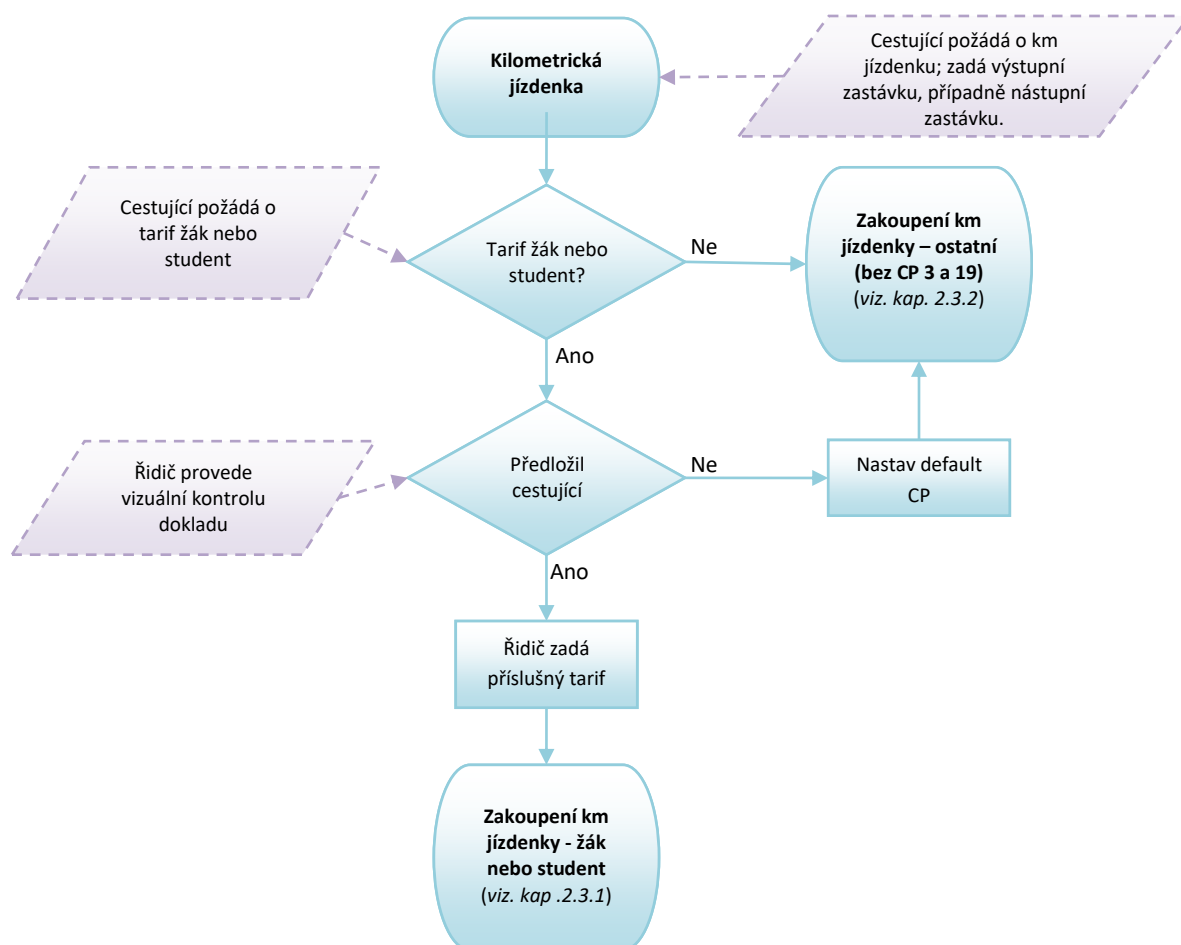 Kilometrická
jízdenka
Cestující požádá o km
jízdenku; zadá výstupní
zastávku, případně nástupní
zastávku.
Cestující požádá o
tarif žák nebo
student
Tarif žák nebo
student?
Ne
Zakoupení km
jízdenky – ostatní
(bez CP 3 a 19)
(viz. kap. 2.3.2)
Ano
Řidič provede
vizuální kontrolu
dokladu
Předložil
cestující
Ne
Nastav default
CP
Ano
Řidič zadá
příslušný tarif
Zakoupení km
jízdenky - žák
nebo student
(viz. kap .2.3.1)